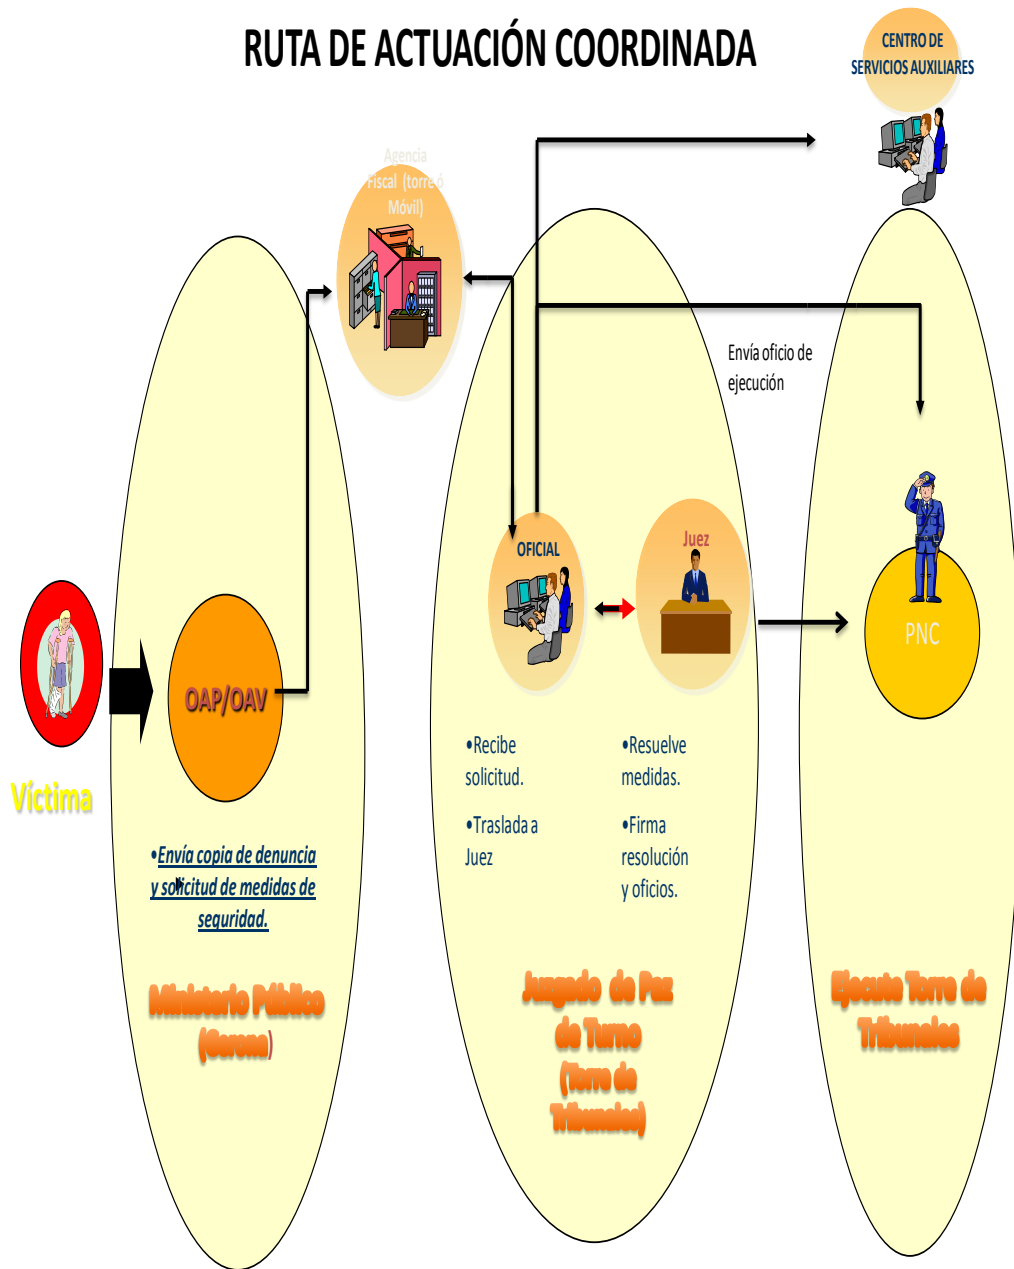 RUTA DE ACTUACIÓN COORDINADA
CENTRO DE
SERVICIOS AUXILIARES
Agencia
Fiscal (torre ó
Móvil)
Envía oficio de
ejecución
OFICIAL
Juez
PNC
OAP/OAV
Víctima
•Recibe
solicitud.
•Traslada a
Juez
•Resuelve
medidas.
•Firma
resolución
y oficios.
•Envía copia de denuncia
y solicitud de medidas de
seguridad.
Ministerio Público
(Gerona)
Juzgado de Paz
de Turno
(Torre de
Tribunales)
Ejecute Torre de
Tribunales